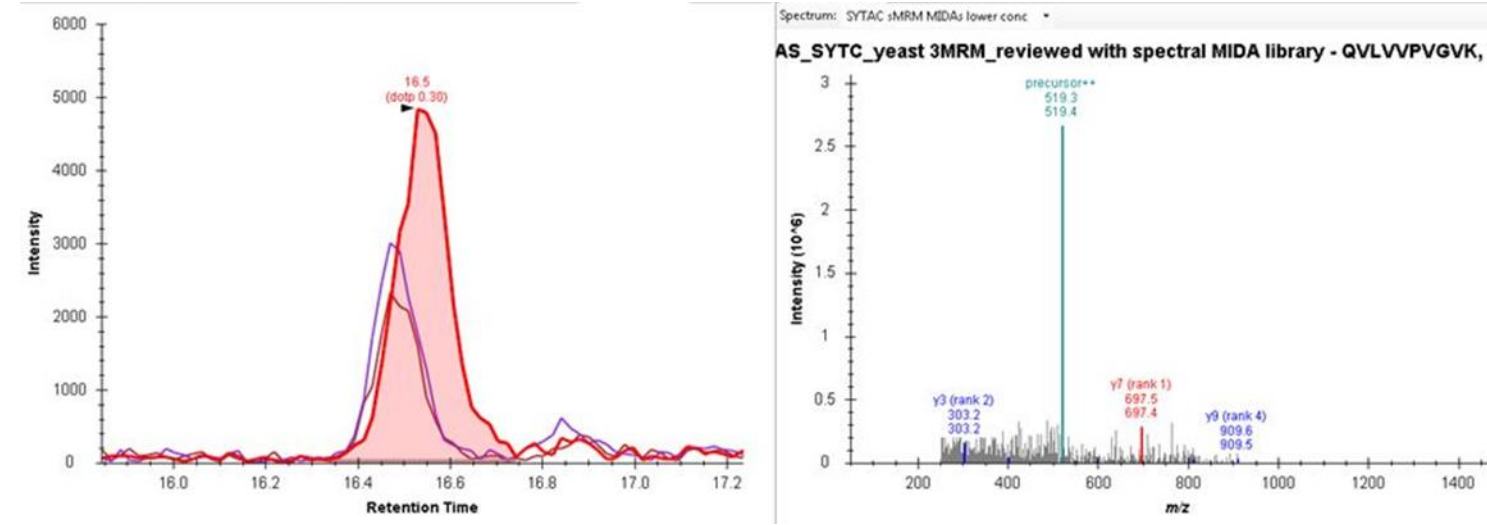 6000
5000
4000
3000
2000
1000
0
Intensity
16.5
(dotp 0.30)
16.0 16.2 16.4 16.6 16.8 17.0 17.2
Retention Time
Spectrum: SYTAC sMRM MIDAs lower conc
AS_SYTC_yeast 3MRM_reviewed with spectral MIDA library - QVLVVPVGVK,
3
2.5
2
1.5
1
0.5
0
Intensity (10^6)
precursor++
519.3
519.4
y3 (rank 2)
303.2
303.2
y7 (rank 1)
697.5
697.4
y9 (rank 4)
909.6
909.5
200 400 600 800 1000 1200 1400
m/z